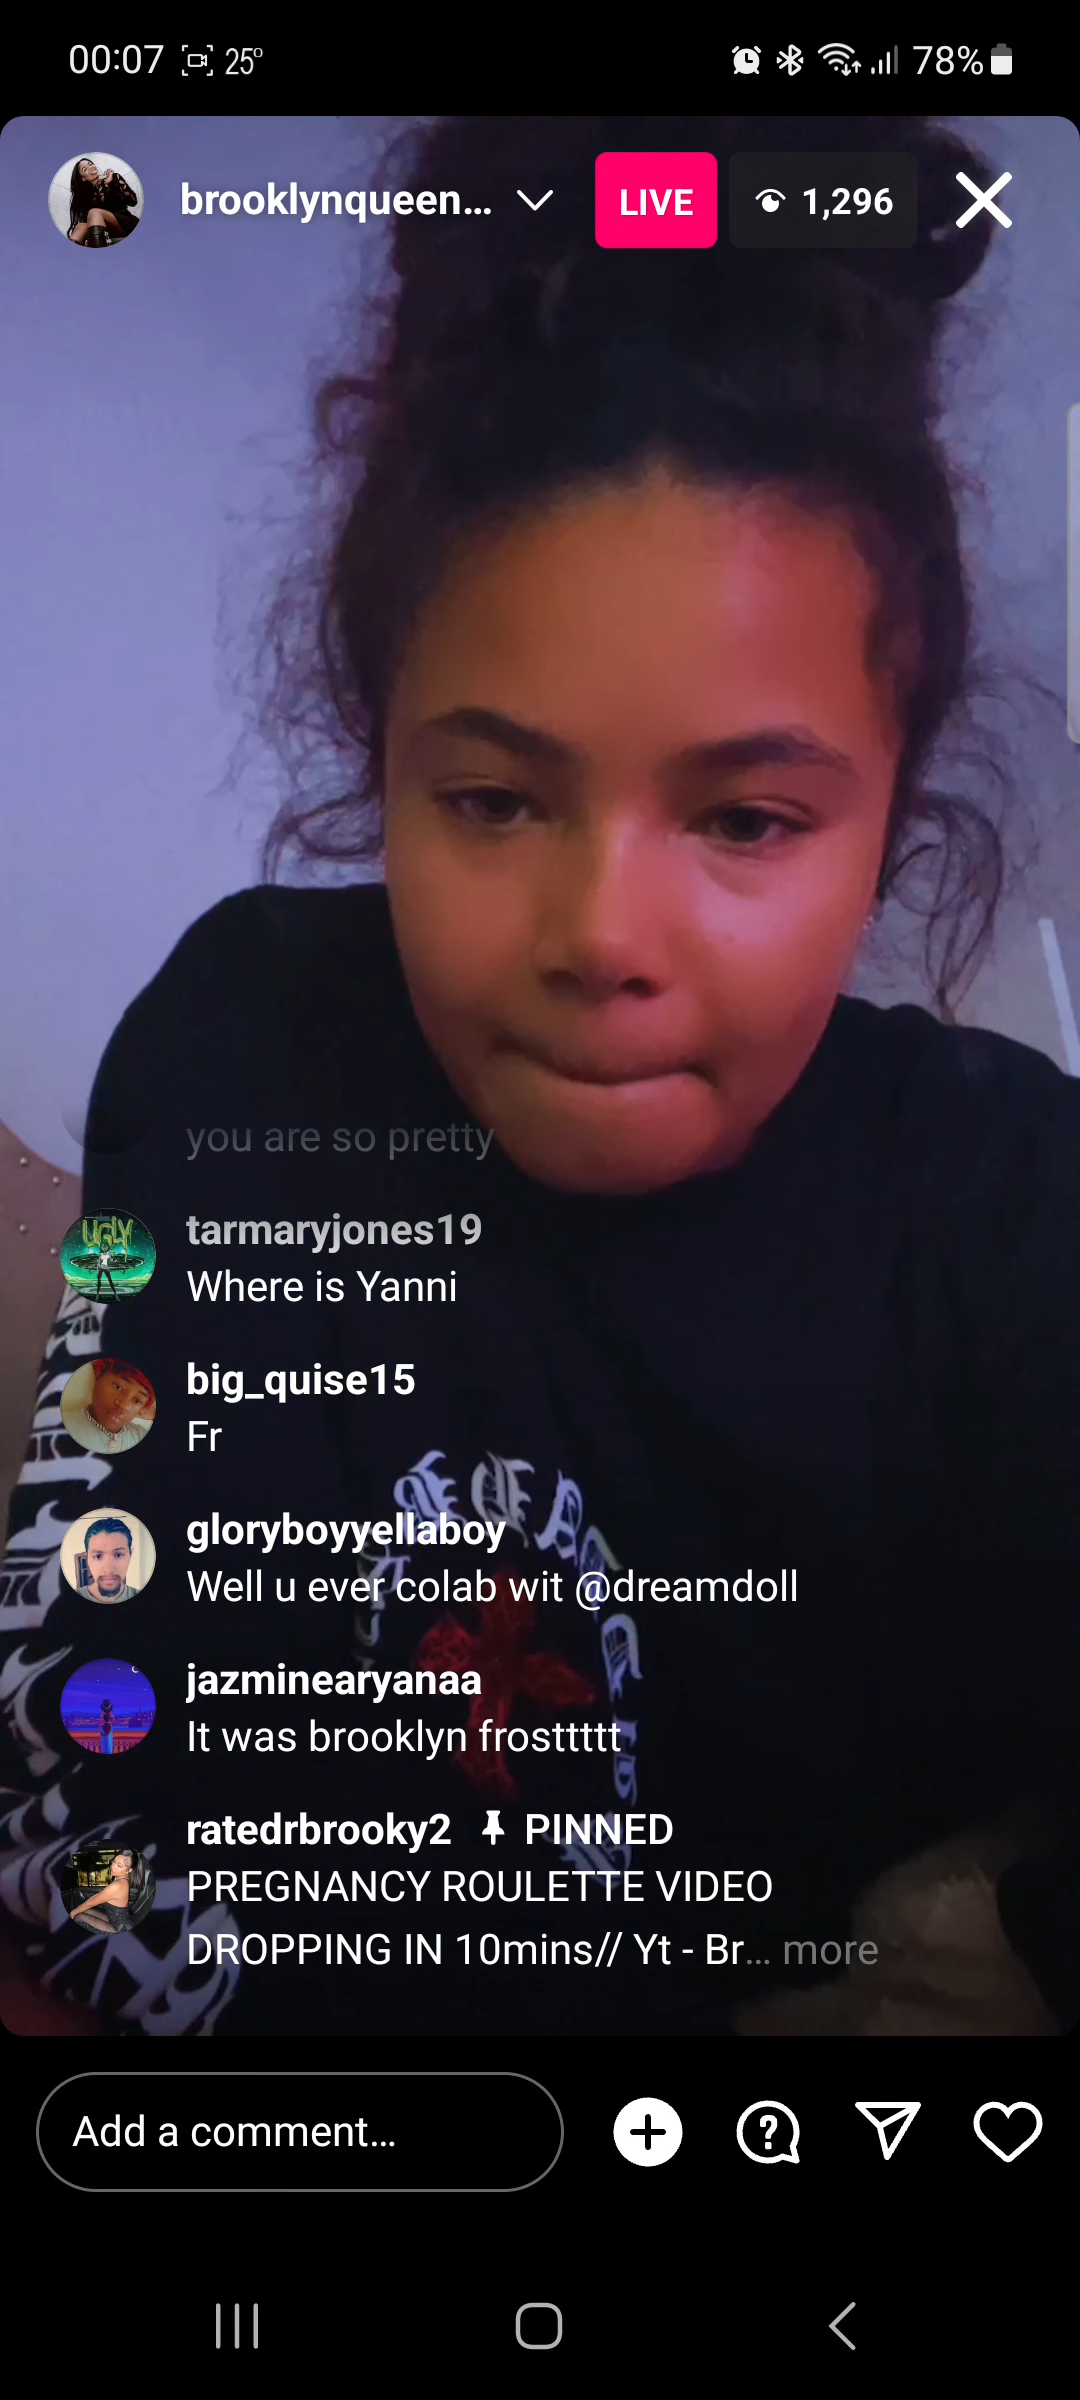 00:07 25°
78%
brooklynqueen...
LIVE
1,296
you are so pretty
UGLY
tarmaryjones19
Where is Yanni
big_quise15
Fr
gloryboyyellaboy
Well u ever colab wit @dreamdoll
jazminearyanaa
It was brooklyn frosttttt
ratedrbrooky2 PINNED
PREGNANCY ROULETTE VIDEO
DROPPING IN 10mins// Yt - Br... more
Add a comment...